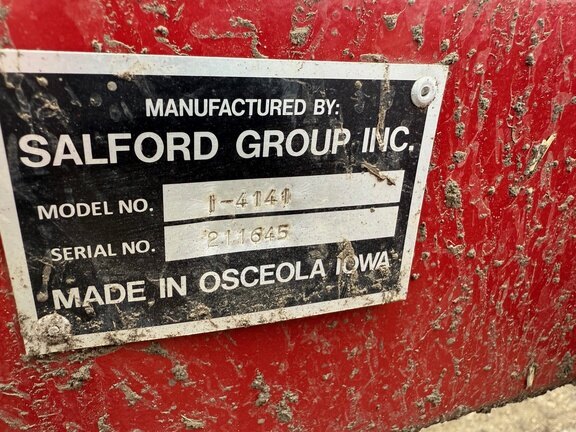 MANUFACTURED BY:
SALFORD GROUP INC.
MODEL NO. I-4141
SERIAL NO. 211645
MADE IN OSCEOLA IOWA